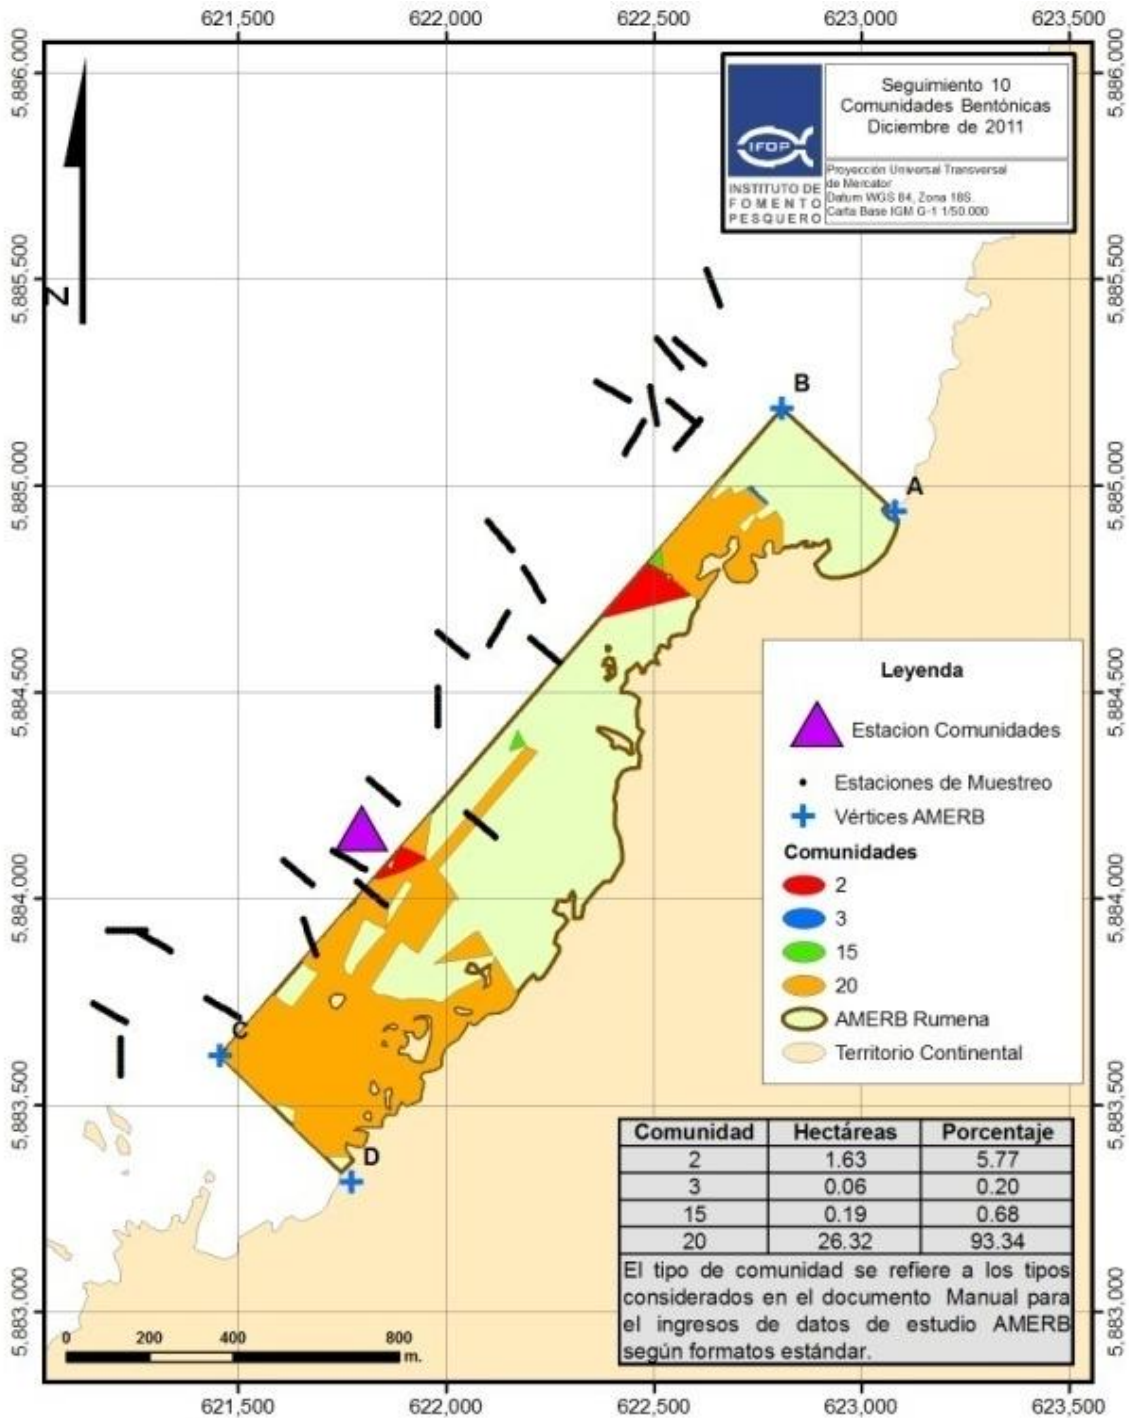 621,500 622,000 622,500 623,000 623,500
5,886,000
5,885,500
5,885,000
5,884,500
5,884,000
5,883,500
5,883,000
5,886,000
5,885,500
5,885,000
5,884,500
5,884,000
5,883,500
5,883,000
N
IFOP
INSTITUTO DE
FOMENTO
PESQUERO
Seguimiento 10
Comunidades Bentónicas
Diciembre de 2011
Proyección Universal Transversal
de Mercator
Datum WGS 84, Zona 18S.
Carta Base IGM G-1 1/50.000
B
A
C
D
Leyenda
Estacion Comunidades
Estaciones de Muestreo
Vértices AMERB
Comunidades
2
3
15
20
AMERB Rumena
Territorio Continental
Comunidad Hectáreas Porcentaje
2 1.63 5.77
3 0.06 0.20
15 0.19 0.68
20 26.32 93.34
El tipo de comunidad se refiere a los tipos
considerados en el documento Manual para
el ingresos de datos de estudio AMERB
según formatos estándar.
0 200 400 800
m.
621,500 622,000 622,500 623,000 623,500